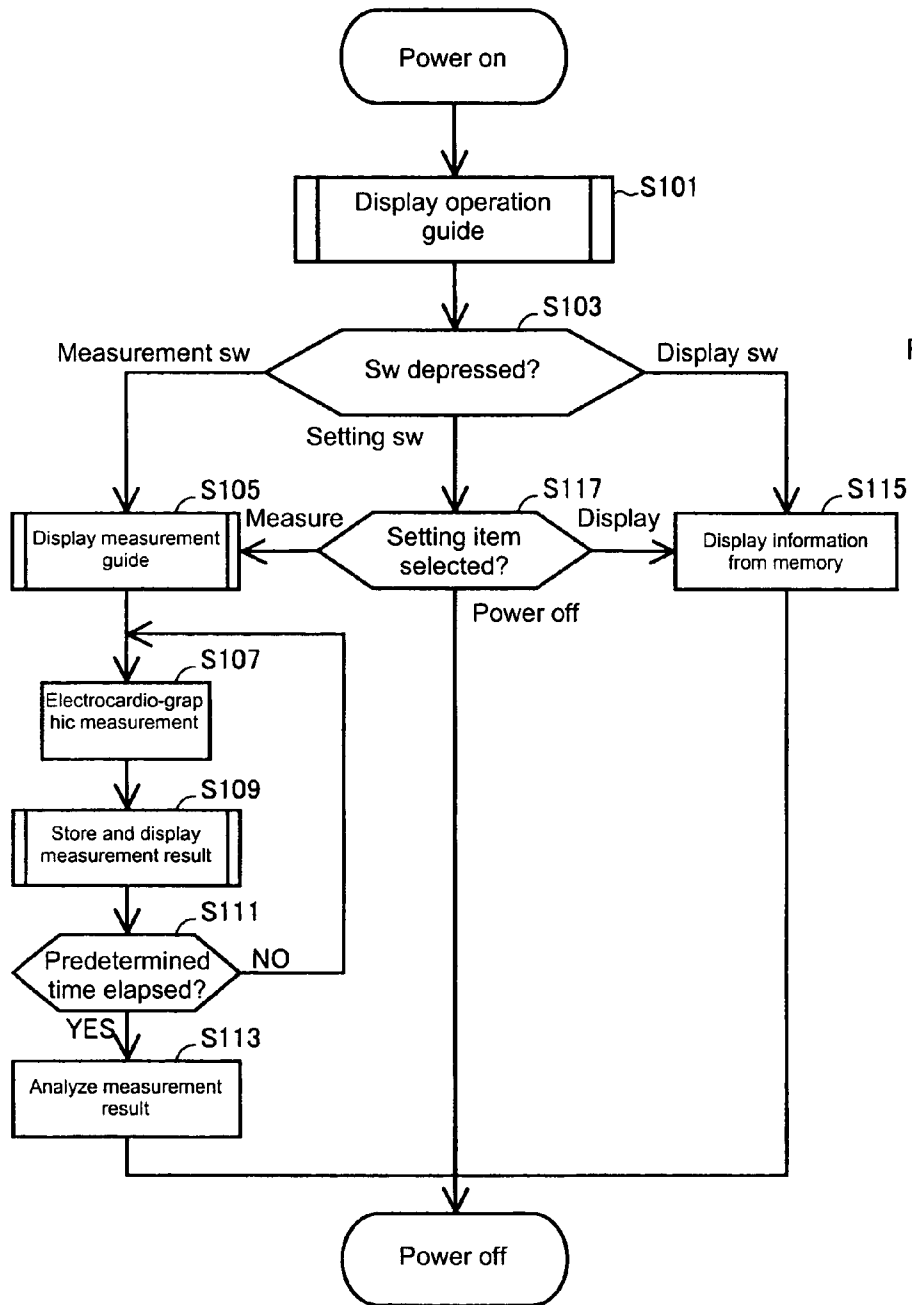 Power on
Display operation
guide
S101
S103
Measurement sw
Sw depressed?
Display sw
F
Setting sw
S105
Display measurement
guide
Measure
S117
Setting item
selected?
Display
S115
Display information
from memory
Power off
S107
Electrocardio-grap
hic measurement
S109
Store and display
measurement result
S111
Predetermined
time elapsed?
NO
YES
S113
Analyze measurement
result
Power off